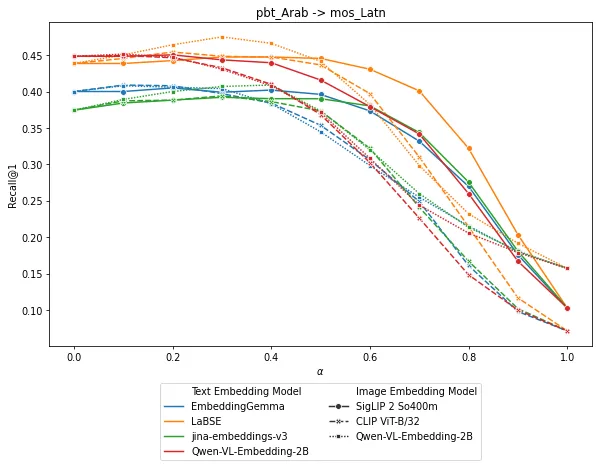 pbt_Arab -> mos_Latn
Recall@1
0.45
0.40
0.35
0.30
0.25
0.20
0.15
0.10
0.0 0.2 0.4 0.6 0.8 1.0
α
Text Embedding Model Image Embedding Model
EmbeddingGemma SigLIP 2 So400m
LaBSE CLIP ViT-B/32
jina-embeddings-v3 Qwen-VL-Embedding-2B
Qwen-VL-Embedding-2B